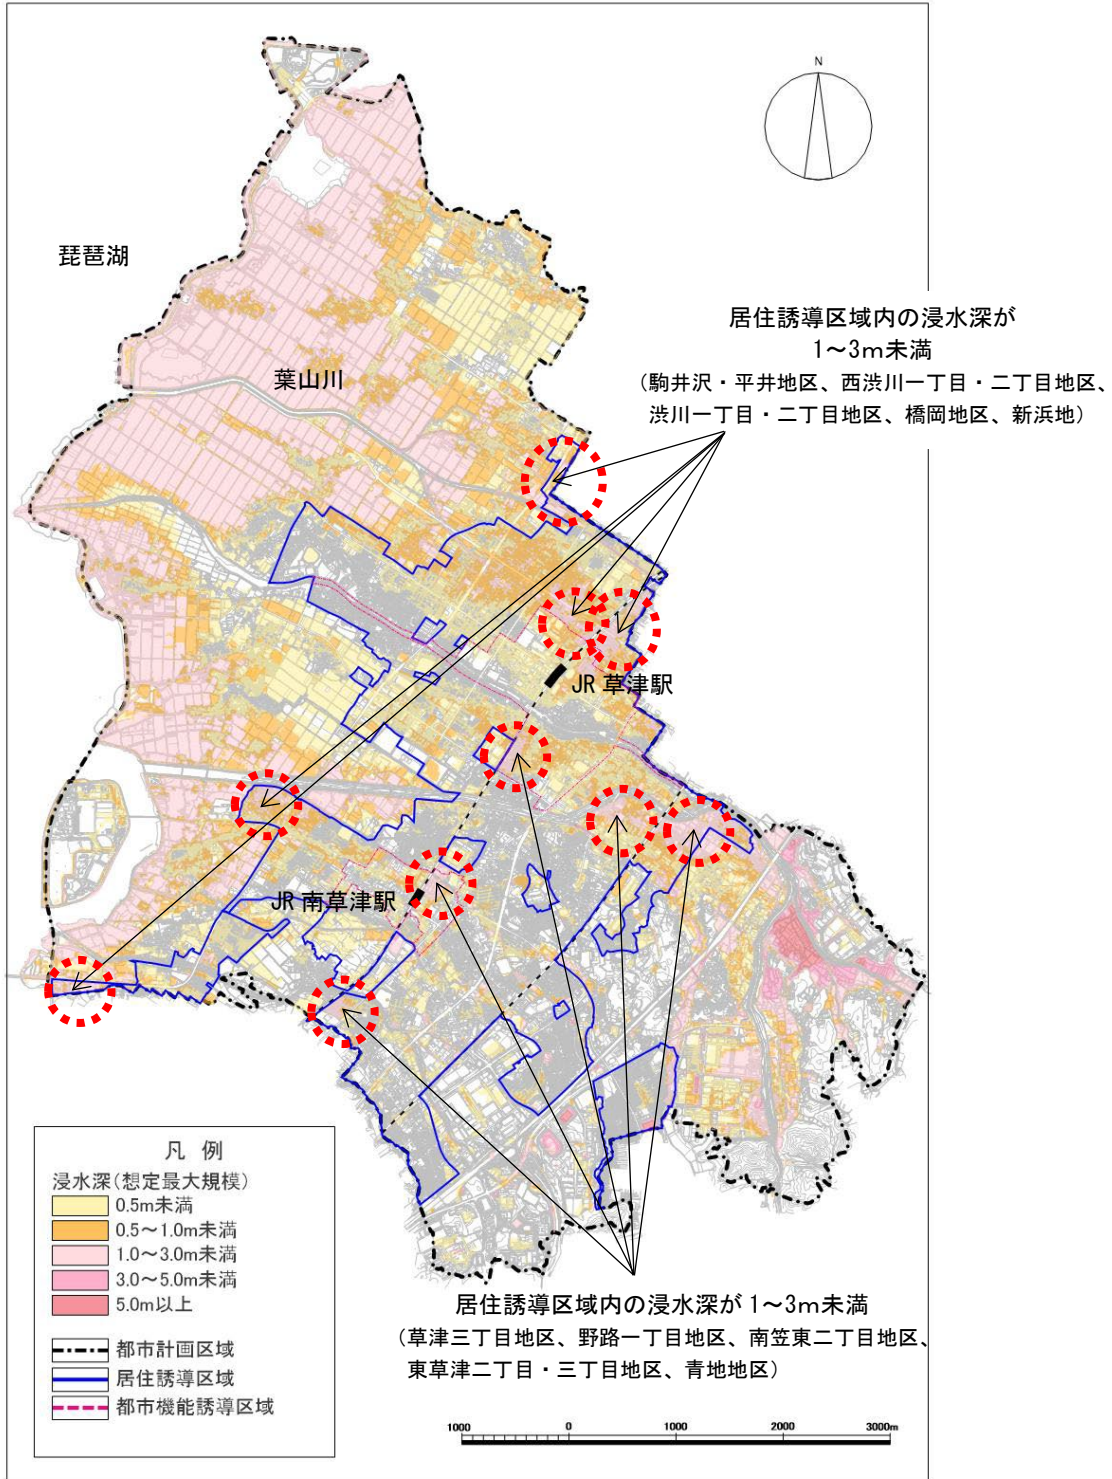 N
琵琶湖
居住誘導区域内の浸水深が
1～3m未満
（駒井沢・平井地区、西渋川一丁目・二丁目地区、
渋川一丁目・二丁目地区、橋岡地区、新浜地）
葉山川
JR 草津駅
JR 南草津駅
凡 例
浸水深(想定最大規模)
0.5m未満
0.5～1.0m未満
1.0～3.0m未満
3.0～5.0m未満
5.0m以上
都市計画区域
居住誘導区域
都市機能誘導区域
居住誘導区域内の浸水深が 1～3m未満
（草津三丁目地区、野路一丁目地区、南笠東二丁目地区、
東草津二丁目・三丁目地区、青地地区）
1000 0 1000 2000 3000m